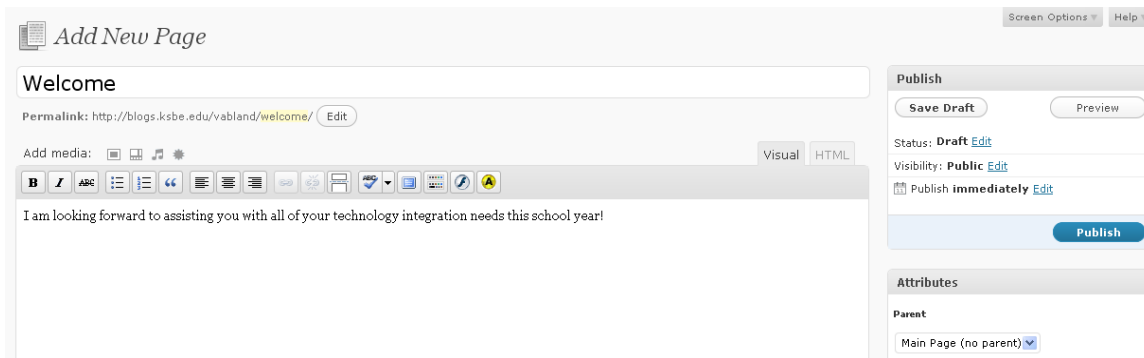 Screen Options Help
Add New Page
Welcome
Permalink: http://blogs.ksbe.edu/vabland/welcome/ Edit
Add media:
Visual HTML
B I ABC ABC A
I am looking forward to assisting you with all of your technology integration needs this school year!
Publish
Save Draft Preview
Status: Draft Edit
Visibility: Public Edit
Publish immediately Edit
Publish
Attributes
Parent
Main Page (no parent)